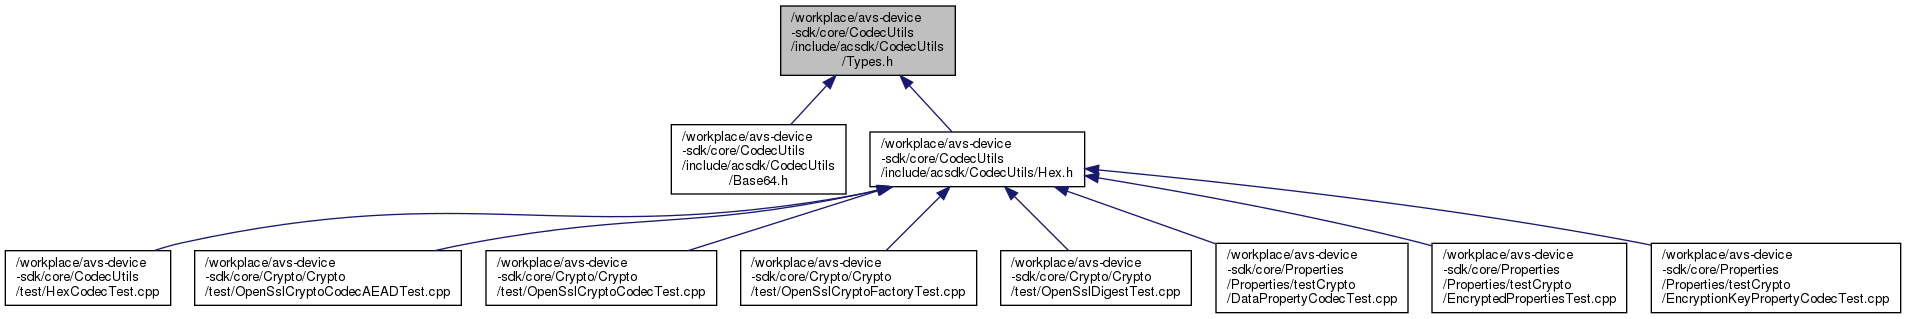 /workplace/avs-device
-sdk/core/CodecUtils
/include/acsdk/CodecUtils
/Types.h
/workplace/avs-device
-sdk/core/CodecUtils
/include/acsdk/CodecUtils
/Base64.h
/workplace/avs-device
-sdk/core/CodecUtils
/include/acsdk/CodecUtils/Hex.h
/workplace/avs-device
-sdk/core/CodecUtils
/test/HexCodecTest.cpp
/workplace/avs-device
-sdk/core/Crypto/Crypto
/test/OpenSslCryptoCodecAEADTest.cpp
/workplace/avs-device
-sdk/core/Crypto/Crypto
/test/OpenSslCryptoCodecTest.cpp
/workplace/avs-device
-sdk/core/Crypto/Crypto
/test/OpenSslCryptoFactoryTest.cpp
/workplace/avs-device
-sdk/core/Crypto/Crypto
/test/OpenSslDigestTest.cpp
/workplace/avs-device
-sdk/core/Properties
/Properties/testCrypto
/DataPropertyCodecTest.cpp
/workplace/avs-device
-sdk/core/Properties
/Properties/testCrypto
/EncryptedPropertiesTest.cpp
/workplace/avs-device
-sdk/core/Properties
/Properties/testCrypto
/EncryptionKeyPropertyCodecTest.cpp